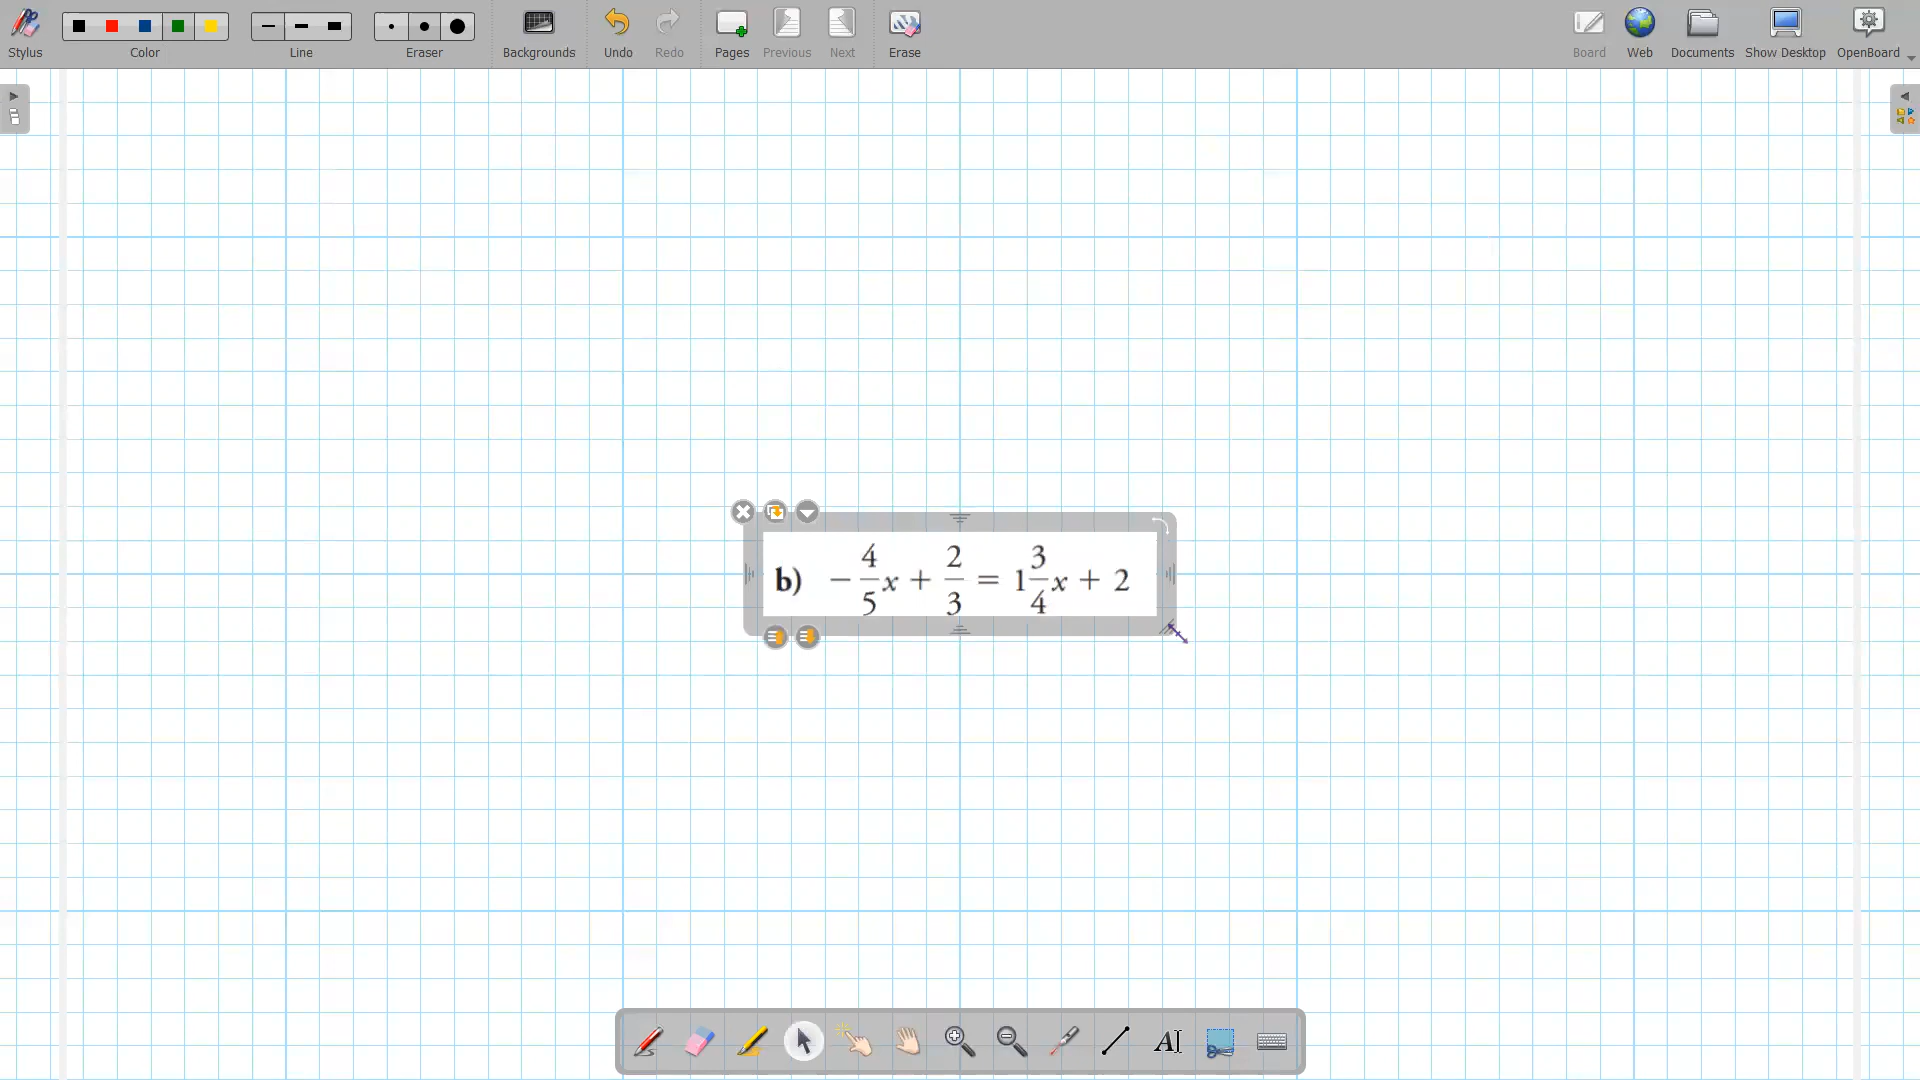 Stylus Color Line Eraser Backgrounds Undo Redo Pages Previous Next Erase Board Web Documents Show Desktop OpenBoard
b) −4/5x + 2/3 = 1 3/4x + 2
A